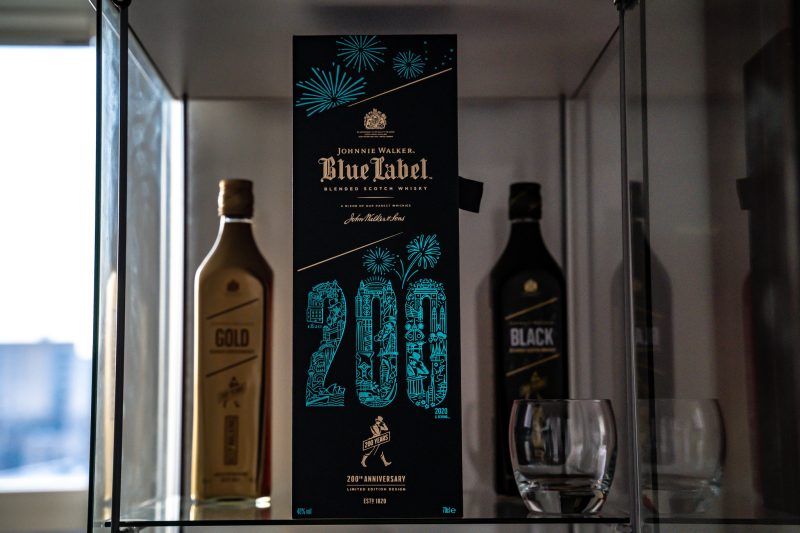 JOHNNIE WALKER.
Blue Label
BLENDED SCOTCH WHISKY
A BLEND OF OUR RAREST WHISKIES
John Walker & Sons
200
2020
& BEYOND
200 YEARS
200TH ANNIVERSARY
LIMITED EDITION DESIGN
ESTD 1820
40% vol
70cl e
GOLD
BLACK